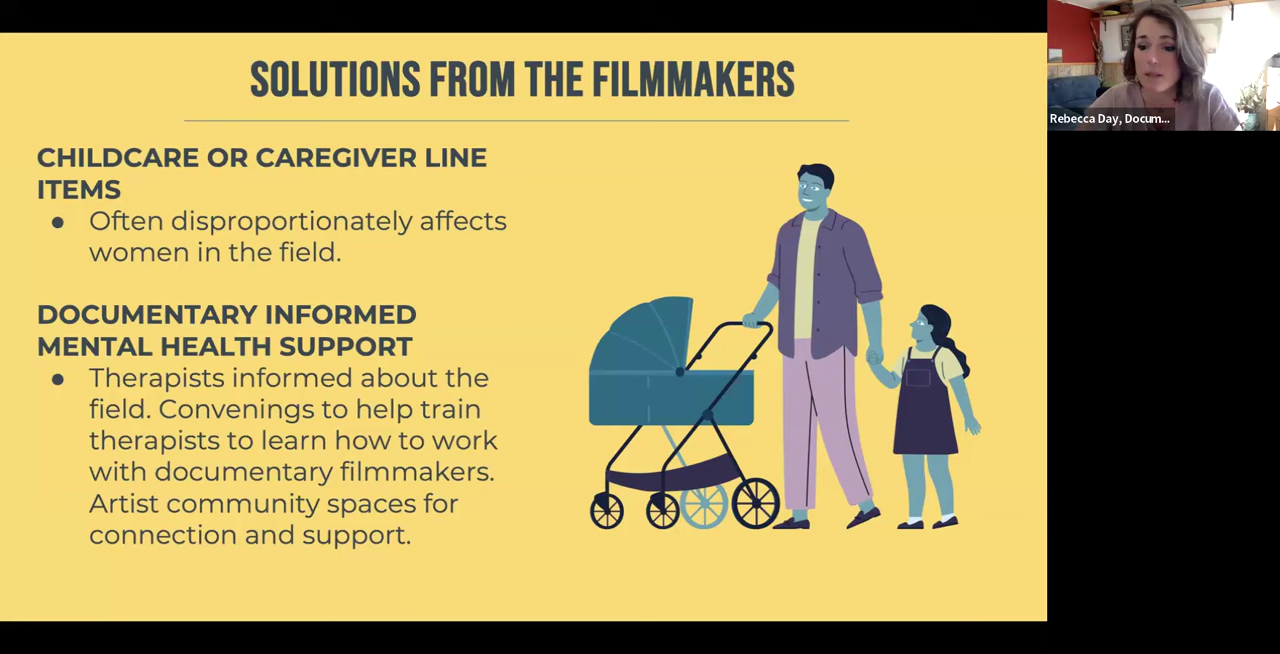 SOLUTIONS FROM THE FILMMAKERS
CHILDCARE OR CAREGIVER LINE
ITEMS
● Often disproportionately affects
women in the field.
DOCUMENTARY INFORMED
MENTAL HEALTH SUPPORT
● Therapists informed about the
field. Convenings to help train
therapists to learn how to work
with documentary filmmakers.
Artist community spaces for
connection and support.
Rebecca Day, Docum...